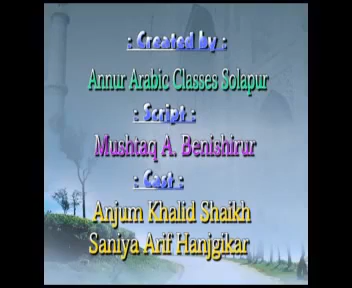 : Created by :
Annur Arabic Classes Solapur
: Script :
Mushtaq A. Benishirur
: Cast :
Anjum Khalid Shaikh
Saniya Arif Hanjgikar